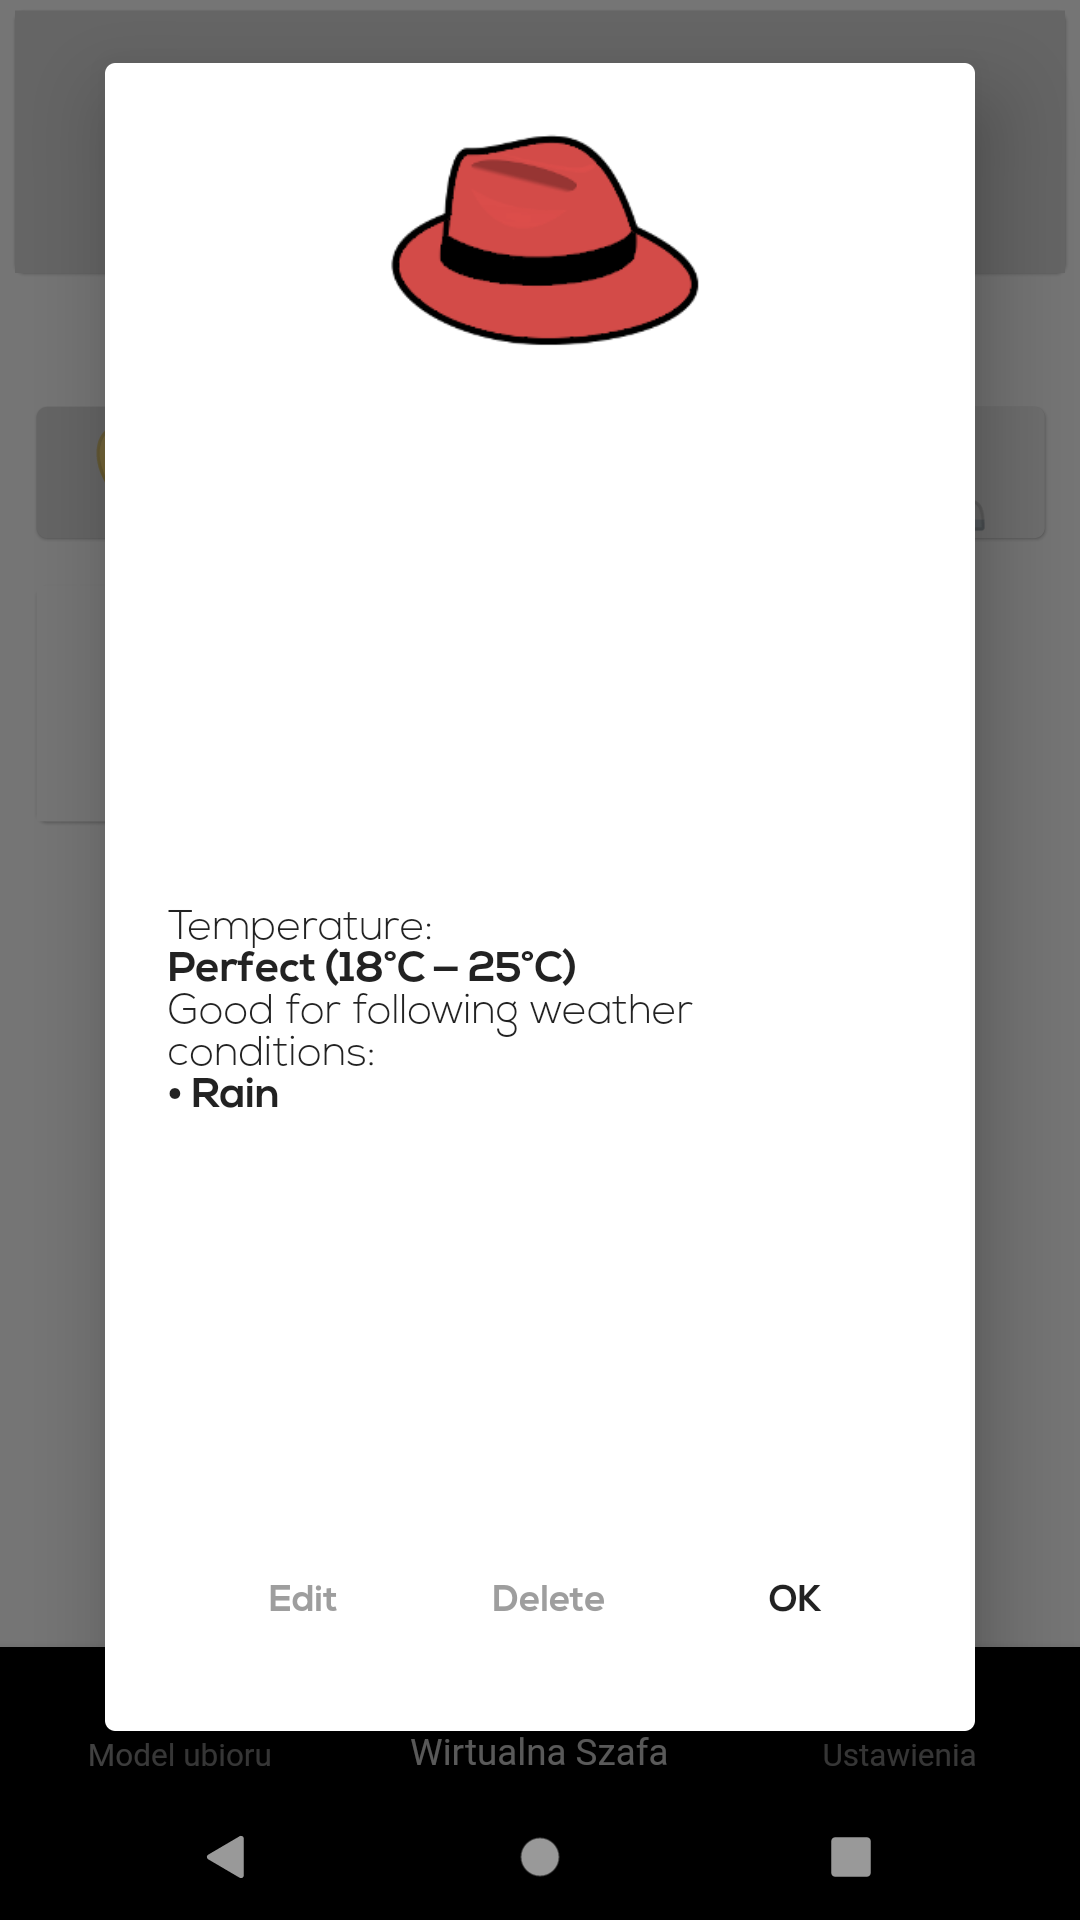 Temperature:
Perfect (18°C – 25°C)
Good for following weather
conditions:
• Rain
Edit Delete OK
Model ubioru Wirtualna Szafa Ustawienia